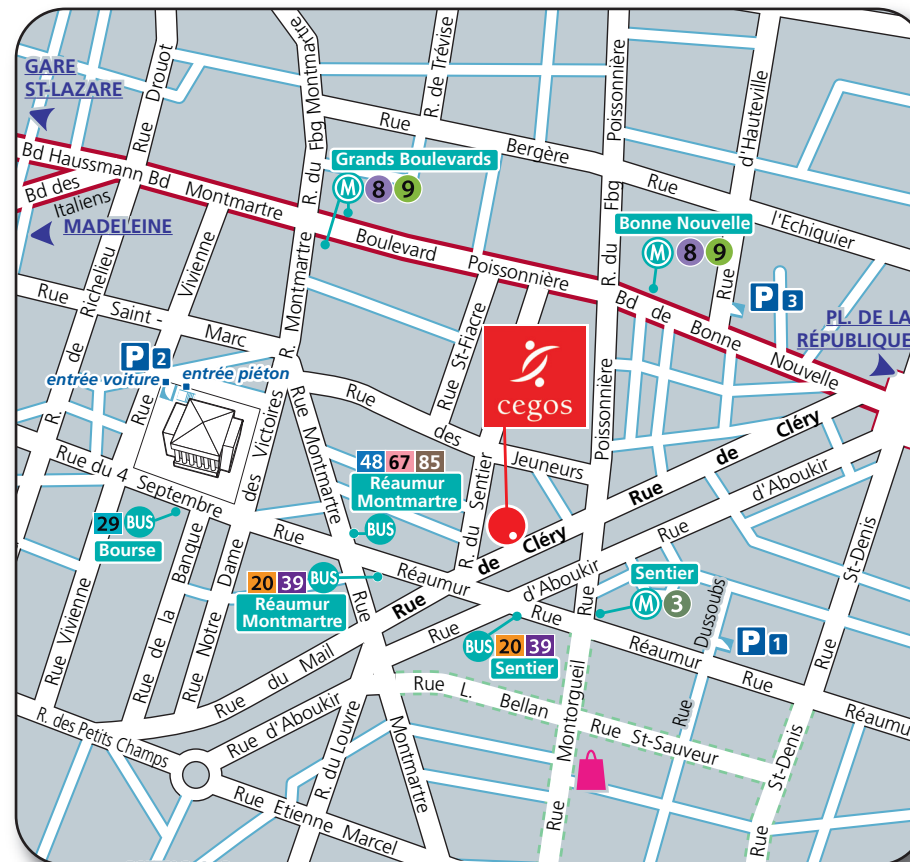 GARE
ST-LAZARE
Rue Drouot
R. du Fbq Montmartre
R. de Trévise
Poissonnière
d'Hauteville
Rue
Bergère
Rue
l'Echiquier
Bd Haussmann
Bd Montmartre
Bd des
Italiens
MADELEINE
Grands Boulevards
M 8 9
Boulevard
Poissonnière
Bonne Nouvelle
M 8 9
R. du Fbq
Rue
P 3
Bd de Bonne
Nouvelle
PL. DE LA
RÉPUBLIQUE
Rue
Saint-
Marc
R. de Richelieu
Rue Vivienne
R. Montmartre
P 2
entrée voiture
entrée piéton
Rue St-Fiacre
cegos
Poissonnière
Rue
des
Jeuneurs
Rue Montmartre
des Victoires
Rue du 4
Septembre
48 67 85
Réaumur
Montmartre
BUS
R. du Sentier
Rue
de
Cléry
Rue
de
Cléry
d'Aboukir
Rue
d'Aboukir
Rue
29 BUS
Bourse
Rue
Réaumur
20 39 BUS
Réaumur
Montmartre
Rue
Rue
Sentier
M 3
Rue
Dussoubs
Rue
P 1
St-Denis
Rue
BUS 20 39
Sentier
Réaumur
Rue
Réaumu
Rue Vivienne
Rue de la Banque
Rue Notre Dame
Rue du Mail
Rue d'Aboukir
Rue L. Bellan
Rue St-Sauveur
Rue Montorgueil
Rue St-Denis
R. des Petits Champs
R. du Louvre
Montmartre
Rue Etienne Marcel